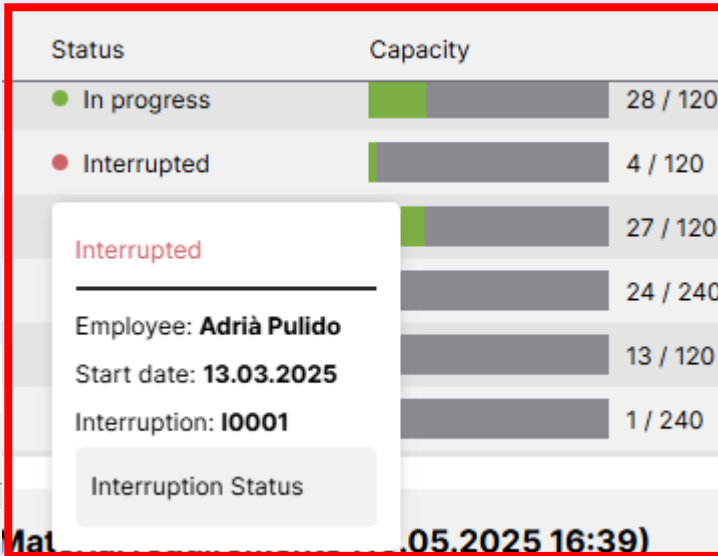 Status Capacity
In progress 28 / 120
Interrupted 4 / 120
27 / 120
Interrupted
24 / 240
Employee: Adrià Pulido
13 / 120
Start date: 13.03.2025
Interruption: I0001
1 / 240
Interruption Status
.05.2025 16:39)